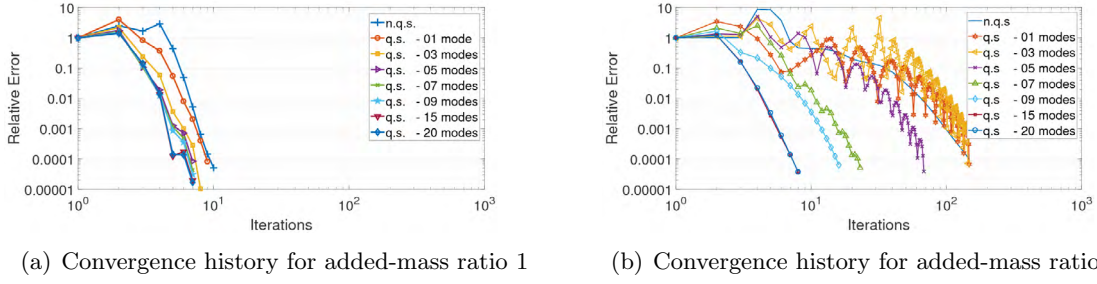 10
1
0.1
0.01
0.001
0.0001
0.00001
Relative Error
10^0
10^1
10^2
10^3
Iterations
n.q.s.
q.s. - 01 mode
q.s. - 03 modes
q.s. - 05 modes
q.s. - 07 modes
q.s. - 09 modes
q.s. - 15 modes
q.s. - 20 modes
(a) Convergence history for added-mass ratio 1
10
1
0.1
0.01
0.001
0.0001
0.00001
Relative Error
10^0
10^1
10^2
10^3
Iterations
n.q.s
q.s - 01 modes
q.s - 03 modes
q.s - 05 modes
q.s - 07 modes
q.s - 09 modes
q.s - 15 modes
q.s - 20 modes
(b) Convergence history for added-mass ratio